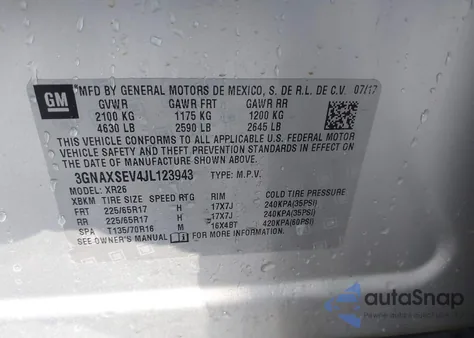 GM
MFD BY GENERAL MOTORS DE MEXICO, S. DE R.L. DE C.V. 07/17
GVWR GAWR FRT GAWR RR
2100 KG 1175 KG 1200 KG
4630 LB 2590 LB 2645 LB
THIS VEHICLE CONFORMS TO ALL APPLICABLE U.S. FEDERAL MOTOR
VEHICLE SAFETY, BUMPER, AND THEFT PREVENTION
STANDARDS IN EFFECT ON
THE DATE OF MANUFACTURE SHOWN ABOVE.
3GNAXSEV4JL123943 TYPE: M.P.V.
MODEL: XR26
XBKM TIRE SIZE SPEED RTG RIM COLD TIRE PRESSURE
FRT 225/65R17 H 17X7J 240KPA(35PSI)
RR 225/65R17 H 17X7J 240KPA(35PSI)
SPA T135/70R16 M 16X4BT 420KPA(60PSI)
SEE OWNER'S MANUAL FOR MORE INFORMATION
autoSnap